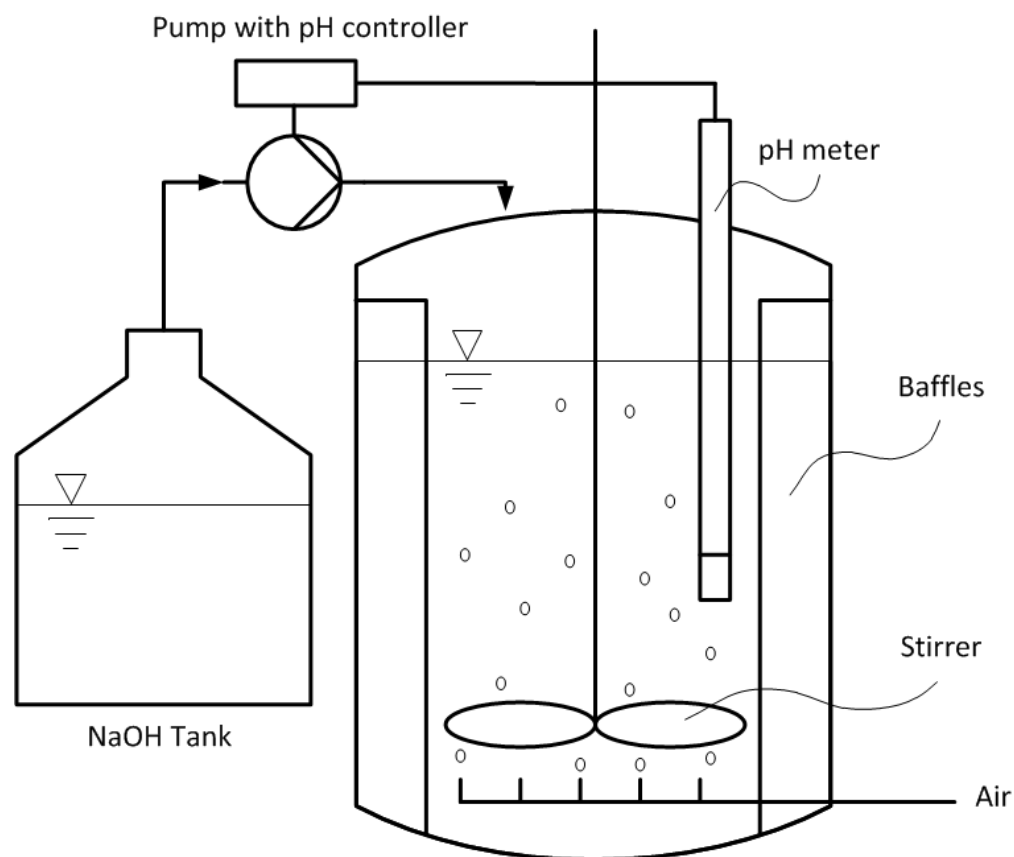 Pump with pH controller
pH meter
Baffles
Stirrer
NaOH Tank
Air